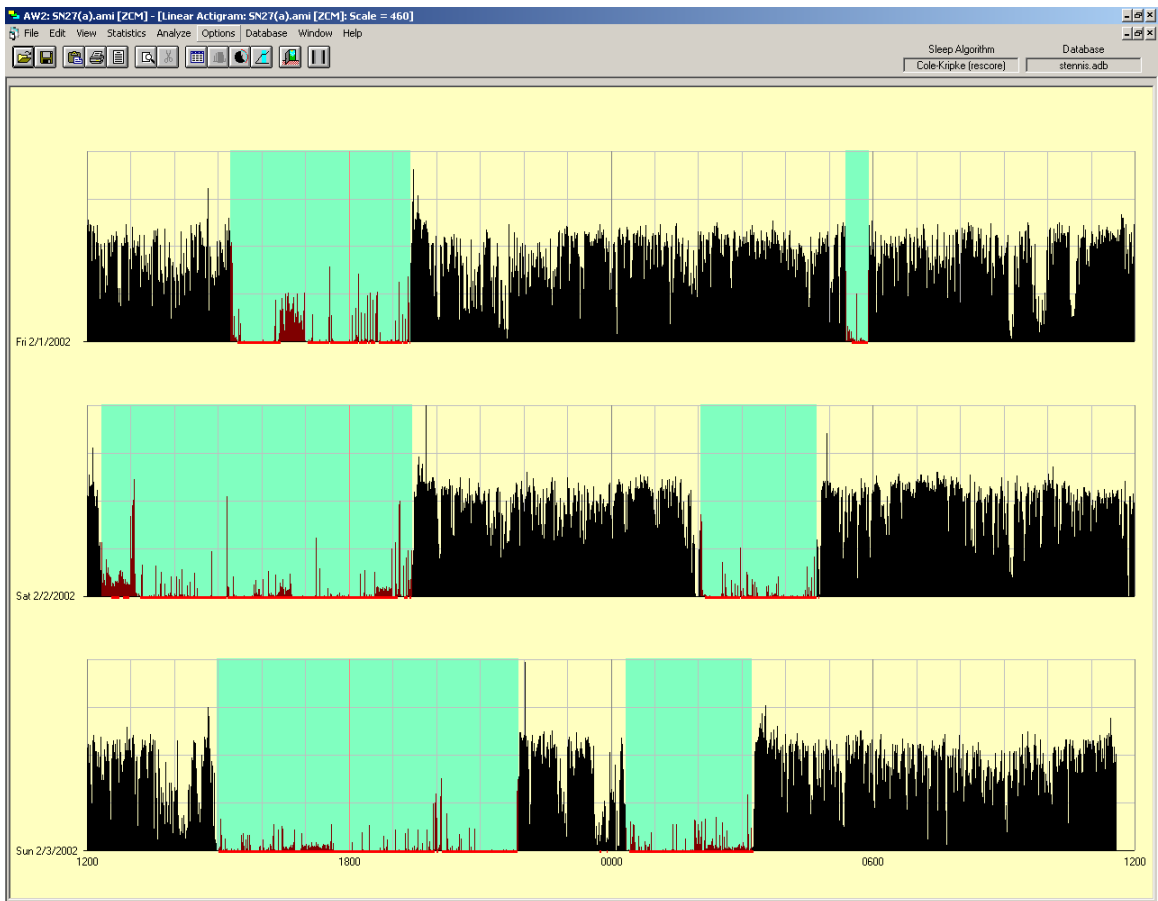 AW2: SN27(a).ami [ZCM] - [Linear Actigram: SN27(a).ami [ZCM]: Scale = 460]
File Edit View Statistics Analyze Options Database Window Help
Sleep Algorithm Database
Cole-Kripke (rescore) stennis.adb
Fri 2/1/2002
Sat 2/2/2002
Sun 2/3/2002
1200 1800 0000 0600 1200